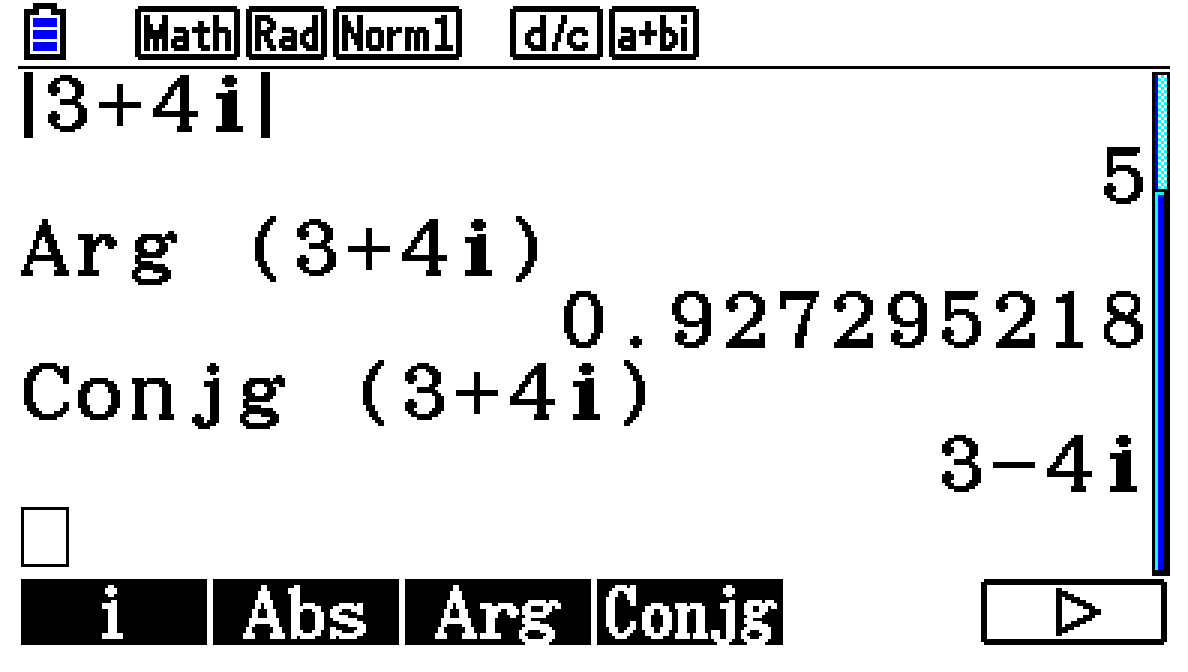 Math Rad Norm1 d/c a+bi
|3+4i|
5
Arg (3+4i)
0.927295218
Conjg (3+4i)
3-4i
i Abs Arg Conjg ▷